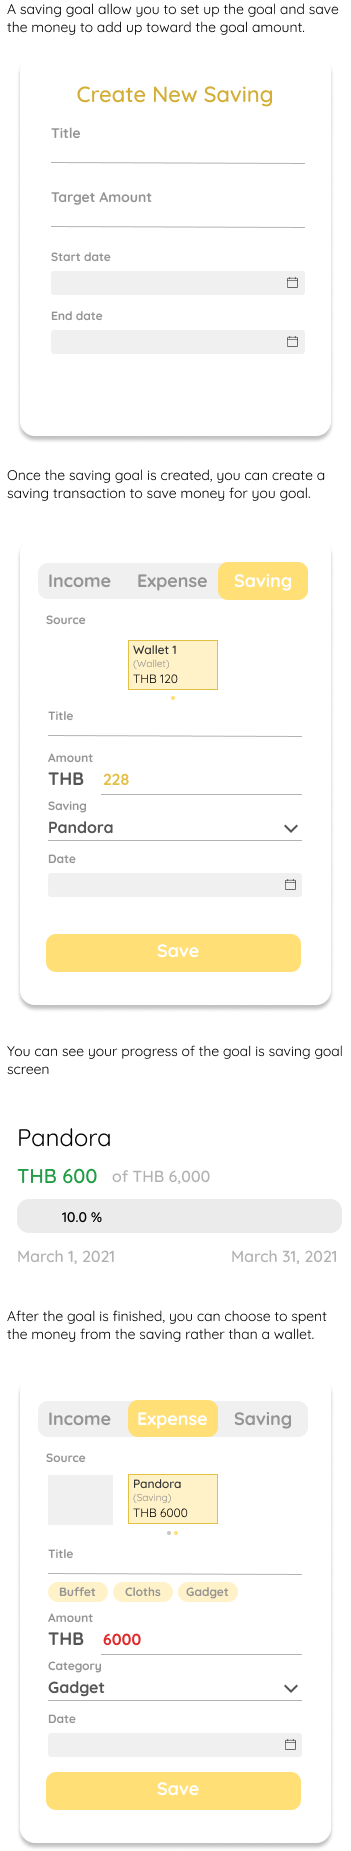 A saving goal allow you to set up the goal and save
the money to add up toward the goal amount.
Create New Saving
Title
Target Amount
Start date
End date
Once the saving goal is created, you can create a
saving transaction to save money for you goal.
Income Expense Saving
Source
Wallet 1
(Wallet)
THB 120
Title
Amount
THB 228
Saving
Pandora
Date
Save
You can see your progress of the goal is saving goal
screen
Pandora
THB 600 of THB 6,000
10.0 %
March 1, 2021 March 31, 2021
After the goal is finished, you can choose to spent
the money from the saving rather than a wallet.
Income Expense Saving
Source
Pandora
(Saving)
THB 6000
Title
Buffet Cloths Gadget
Amount
THB 6000
Category
Gadget
Date
Save